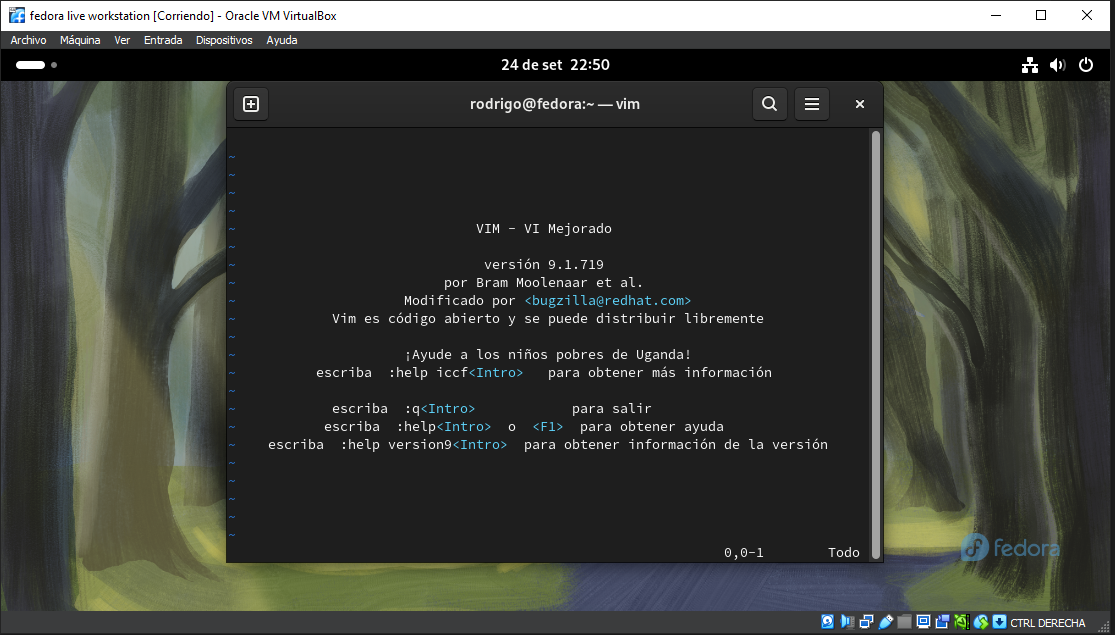 fedora live workstation [Corriendo] - Oracle VM VirtualBox
Archivo Máquina Ver Entrada Dispositivos Ayuda
24 de set 22:50
rodrigo@fedora:~ — vim
~
~
~
~
~ VIM - VI Mejorado
~
~ versión 9.1.719
~ por Bram Moolenaar et al.
~ Modificado por <bugzilla@redhat.com>
~ Vim es código abierto y se puede distribuir libremente
~
~ ¡Ayude a los niños pobres de Uganda!
~ escriba :help iccf<Intro> para obtener más información
~
~ escriba :q<Intro> para salir
~ escriba :help<Intro> o <F1> para obtener ayuda
~ escriba :help version9<Intro> para obtener información de la versión
~
~
~
~
~
0,0-1 Todo
fedora
CTRL DERECHA